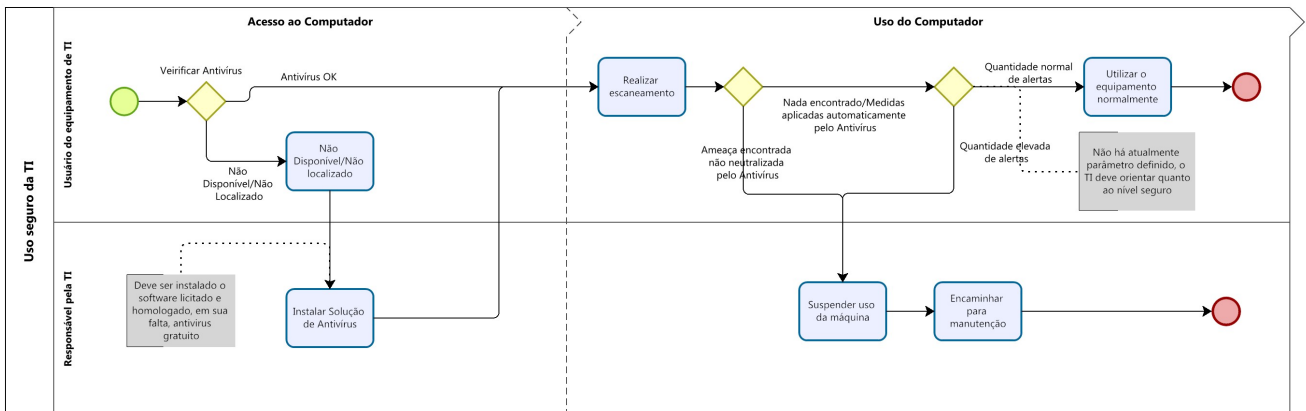 Uso seguro da TI
Acesso ao Computador
Uso do Computador
Usuário do equipamento de TI
Veirificar Antivírus
Antivírus OK
Não
Disponível/Não
Localizado
Não
Disponível/Não
localizado
Realizar
escaneamento
Nada encontrado/Medidas
aplicadas automaticamente
pelo Antivirus
Ameaça encontrada
não neutralizada
pelo Antivírus
Quantidade normal
de alertas
Quantidade elevada
de alertas
Utilizar o
equipamento
normalmente
Não há atualmente
parâmetro definido, o
TI deve orientar quanto
ao nível seguro
Responsável pela TI
Deve ser instalado o
software licitado e
homologado, em sua
falta, antivirus
gratuito
Instalar Solução
de Antivirus
Suspender uso
da máquina
Encaminhar
para
manutenção